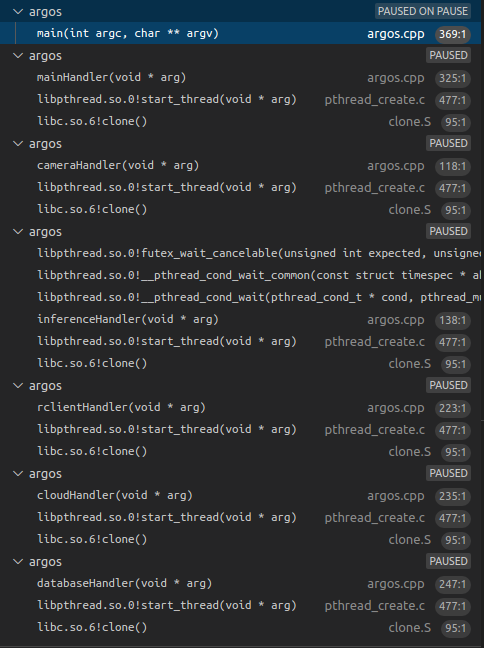 argos PAUSED ON PAUSE
main(int argc, char ** argv) argos.cpp 369:1
argos PAUSED
mainHandler(void * arg) argos.cpp 325:1
libpthread.so.0!start_thread(void * arg) pthread_create.c 477:1
libc.so.6!clone() clone.S 95:1
argos PAUSED
cameraHandler(void * arg) argos.cpp 118:1
libpthread.so.0!start_thread(void * arg) pthread_create.c 477:1
libc.so.6!clone() clone.S 95:1
argos PAUSED
libpthread.so.0!futex_wait_cancelable(unsigned int expected, unsigne
libpthread.so.0!__pthread_cond_wait_common(const struct timespec * a
libpthread.so.0!__pthread_cond_wait(pthread_cond_t * cond, pthread_m
inferenceHandler(void * arg) argos.cpp 138:1
libpthread.so.0!start_thread(void * arg) pthread_create.c 477:1
libc.so.6!clone() clone.S 95:1
argos PAUSED
rclientHandler(void * arg) argos.cpp 223:1
libpthread.so.0!start_thread(void * arg) pthread_create.c 477:1
libc.so.6!clone() clone.S 95:1
argos PAUSED
cloudHandler(void * arg) argos.cpp 235:1
libpthread.so.0!start_thread(void * arg) pthread_create.c 477:1
libc.so.6!clone() clone.S 95:1
argos PAUSED
databaseHandler(void * arg) argos.cpp 247:1
libpthread.so.0!start_thread(void * arg) pthread_create.c 477:1
libc.so.6!clone() clone.S 95:1